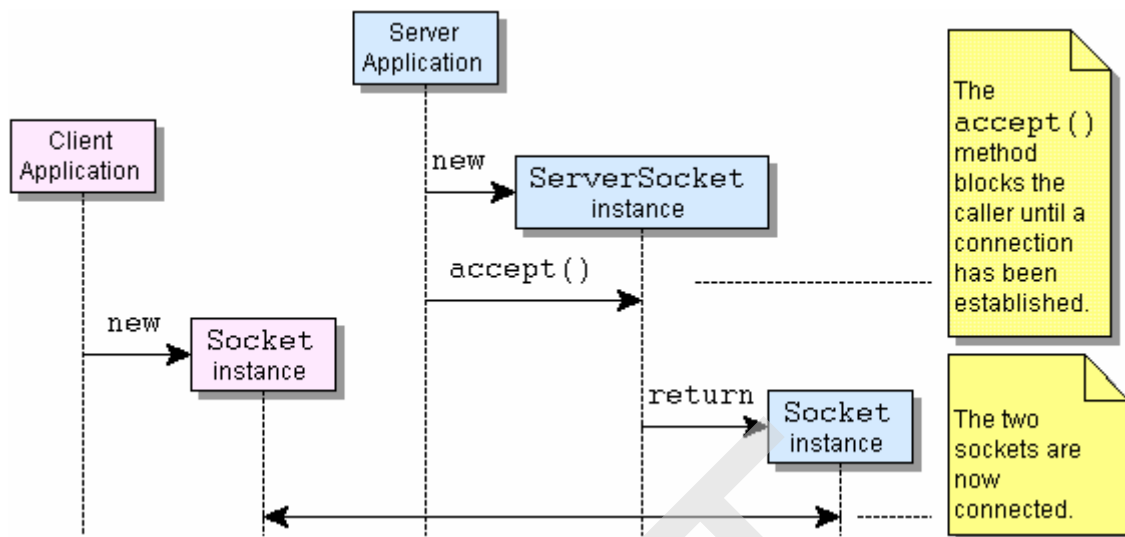 Server
Application
Client
Application
new
ServerSocket
instance
accept()
new
Socket
instance
return
Socket
instance
The
accept()
method
blocks the
caller until a
connection
has been
established.
The two
sockets are
now
connected.